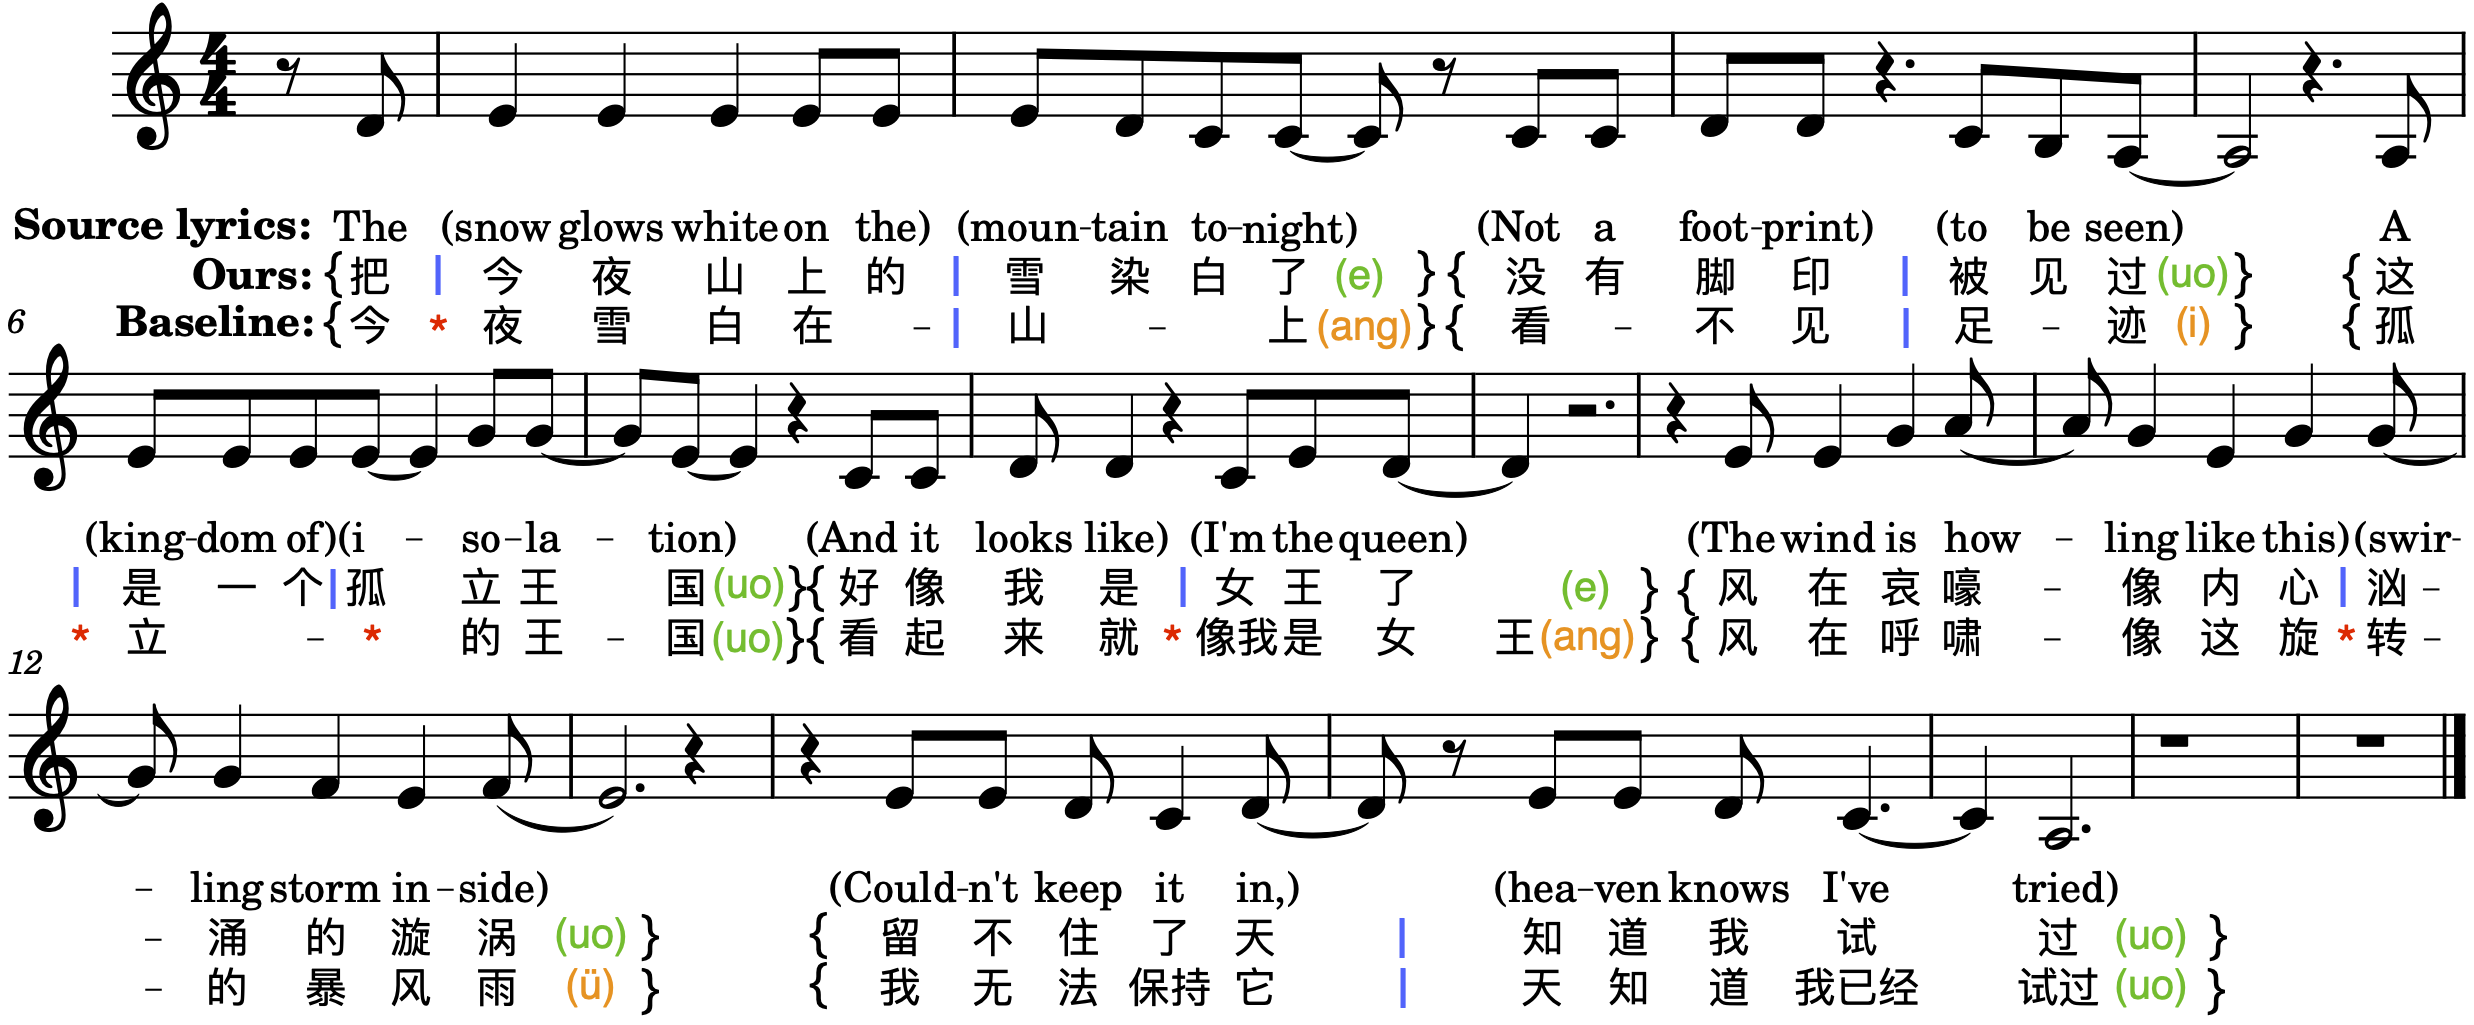 4
4
Source lyrics: The (snow glows white on the) (moun-tain to-night) (Not a foot-print) (to be seen) A
Ours: {把 | 今 夜 山 上 的 | 雪 染 白 了 (e) } { 没 有 脚 印 | 被 见 过 (uo) } { 这
6 Baseline: {今 * 夜 雪 白 在 - | 山 - 上 (ang) } { 看 - 不 见 | 足 - 迹 (i) } { 孤
(king-dom of) (i - so-la - tion) (And it looks like) (I'm the queen) (The wind is how - ling like this) (swir-
| 是 一 个 | 孤 立 王 国 (uo) } { 好 像 我 是 | 女 王 了 (e) } { 风 在 哀 嚎 - 像 内 心 | 汹 -
* 立 - * 的 王 - 国 (uo) } { 看 起 来 就 * 像我 是 女 王 (ang) } { 风 在 呼 啸 - 像 这 旋 * 转 -
12
- ling storm in-side) (Could-n't keep it in,) (hea-ven knows I've tried)
- 涌 的 漩 涡 (uo) } { 留 不 住 了 天 | 知 道 我 试 过 (uo) }
- 的 暴 风 雨 (ü) } { 我 无 法 保持 它 | 天 知 道 我已经 试过 (uo) }